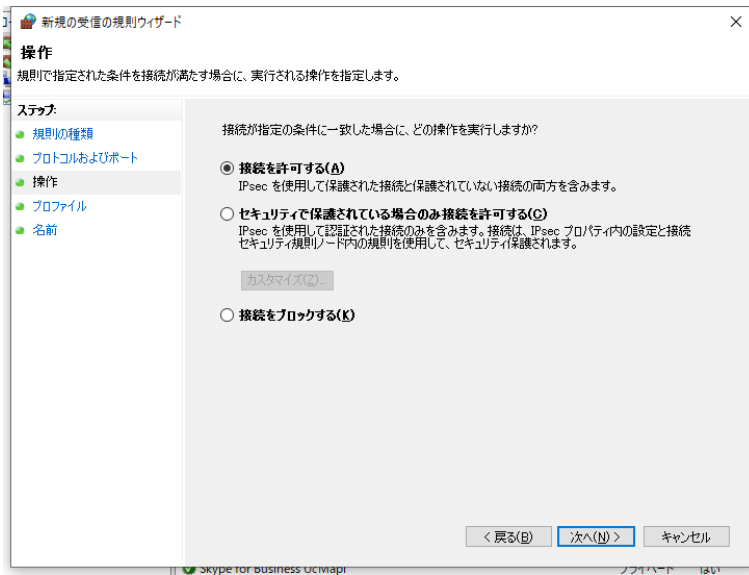 新規の受信の規則ウィザード
操作
規則で指定された条件を接続が満たす場合に、実行される操作を指定します。
ステップ:
規則の種類
プロトコルおよびポート
操作
プロファイル
名前
接続が指定の条件に一致した場合に、どの操作を実行しますか?
接続を許可する(A)
IPsec を使用して保護された接続と保護されていない接続の両方を含みます。
セキュリティで保護されている場合のみ接続を許可する(C)
IPsec を使用して認証された接続のみを含みます。接続は、IPsec プロパティ内の設定と接続
セキュリティ規則ノード内の規則を使用して、セキュリティ保護されます。
カスタマイズ(Z)...
接続をブロックする(K)
< 戻る(B) 次へ(N) > キャンセル
Skype for Business UcMapi プライベート はい